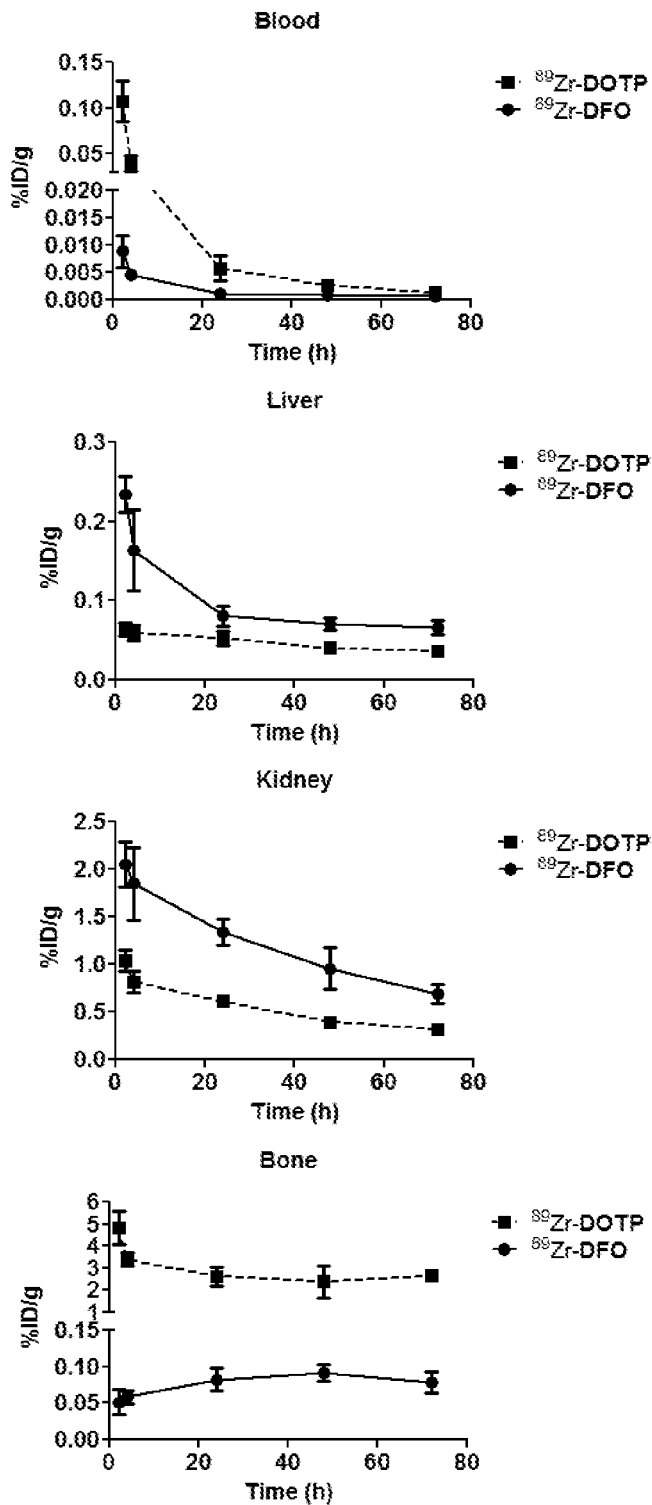 Blood
0.15
0.10
0.05
0.020
0.015
0.010
0.005
0.000
%ID/g
0 20 40 60 80
Time (h)
89Zr-DOTP
89Zr-DFO
Liver
0.3
0.2
0.1
0.0
%ID/g
0 20 40 60 80
Time (h)
89Zr-DOTP
89Zr-DFO
Kidney
2.5
2.0
1.5
1.0
0.5
0.0
%ID/g
0 20 40 60 80
Time (h)
89Zr-DOTP
89Zr-DFO
Bone
6
5
4
3
2
1
0.15
0.10
0.05
0.00
%ID/g
0 20 40 60 80
Time (h)
89Zr-DOTP
89Zr-DFO